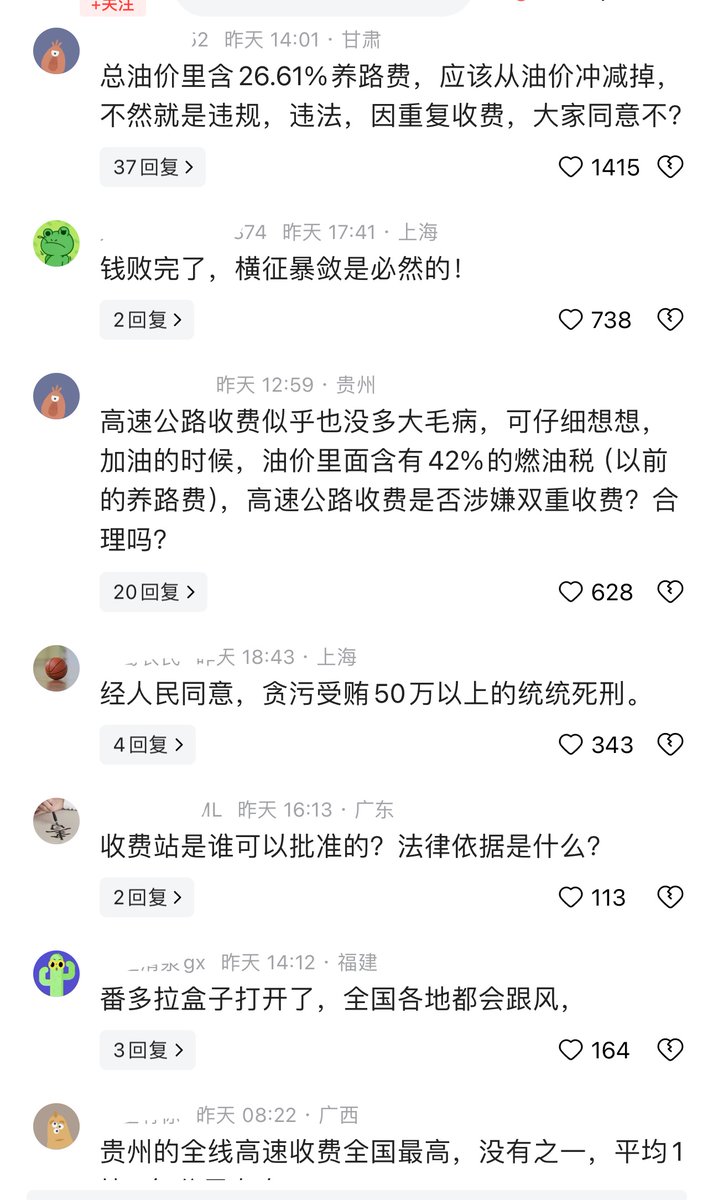 +关注
52 昨天 14:01 · 甘肃
总油价里含26.61%养路费，应该从油价冲减掉，
不然就是违规，违法，因重复收费，大家同意不？
37回复 >
1415
574 昨天 17:41 · 上海
钱败完了，横征暴敛是必然的！
2回复 >
738
昨天 12:59 · 贵州
高速公路收费似乎也没多大毛病，可仔细想想，
加油的时候，油价里面含有42%的燃油税（以前
的养路费），高速公路收费是否涉嫌双重收费？合
理吗？
20回复 >
628
昨天 18:43 · 上海
经人民同意，贪污受贿50万以上的统统死刑。
4回复 >
343
ML 昨天 16:13 · 广东
收费站是谁可以批准的？法律依据是什么？
2回复 >
113
gx 昨天 14:12 · 福建
番多拉盒子打开了，全国各地都会跟风，
3回复 >
164
昨天 08:22 · 广西
贵州的全线高速收费全国最高，没有之一，平均1